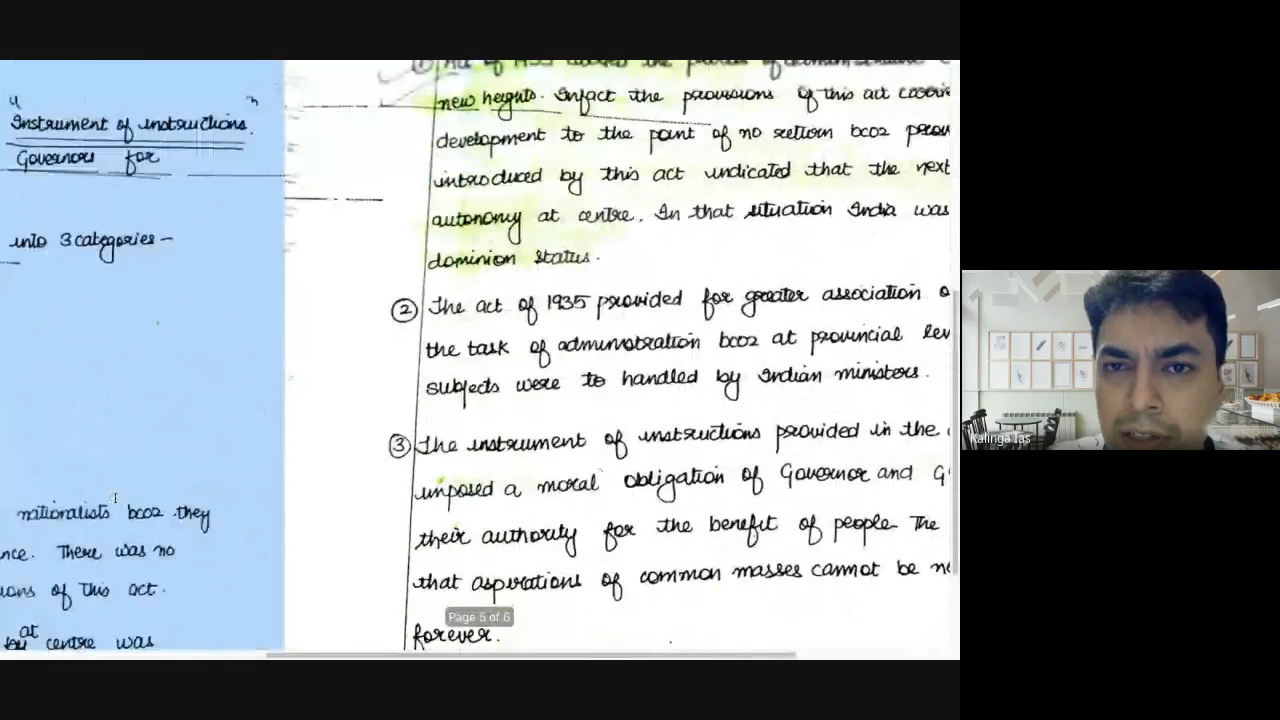 Instrument of instructions.
Governors for
into 3 categories -
nationalists bcoz they
nce. There was no
ions of this act.
at
centre was
new heights. Infact the provisions of this act
development to the point of no return bcoz
introduced by this act indicated that the next
autonomy at centre. In that situation India was
dominion status.
② The act of 1935 provided for greater association
the task of administration bcoz at provincial lev
subjects were to handled by Indian ministers.
③ The instrument of instructions provided in the
imposed a moral obligation of Governor and G
their authority for the benefit of people The
that aspirations of common masses cannot be
forever.
Page 5 of 6
Kalinga Ias